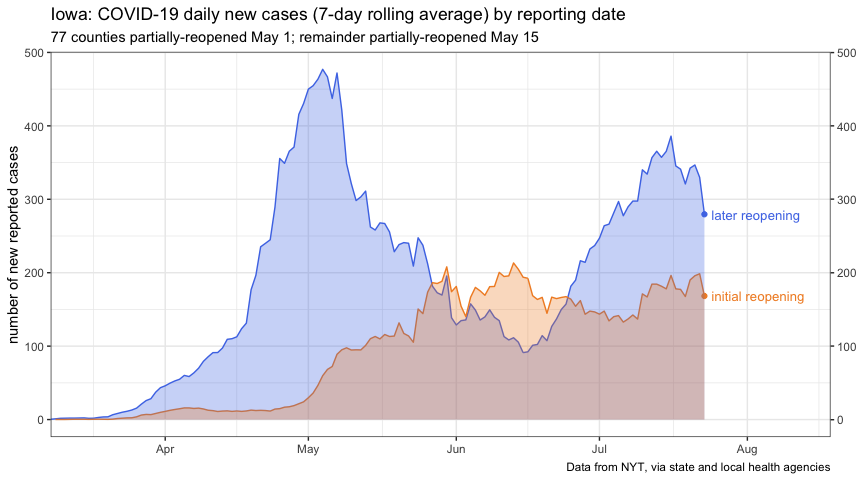 Iowa: COVID-19 daily new cases (7-day rolling average) by reporting date
77 counties partially-reopened May 1; remainder partially-reopened May 15
number of new reported cases
500
400
300
200
100
0
500
400
300
200
100
0
later reopening
initial reopening
Apr May Jun Jul Aug
Data from NYT, via state and local health agencies